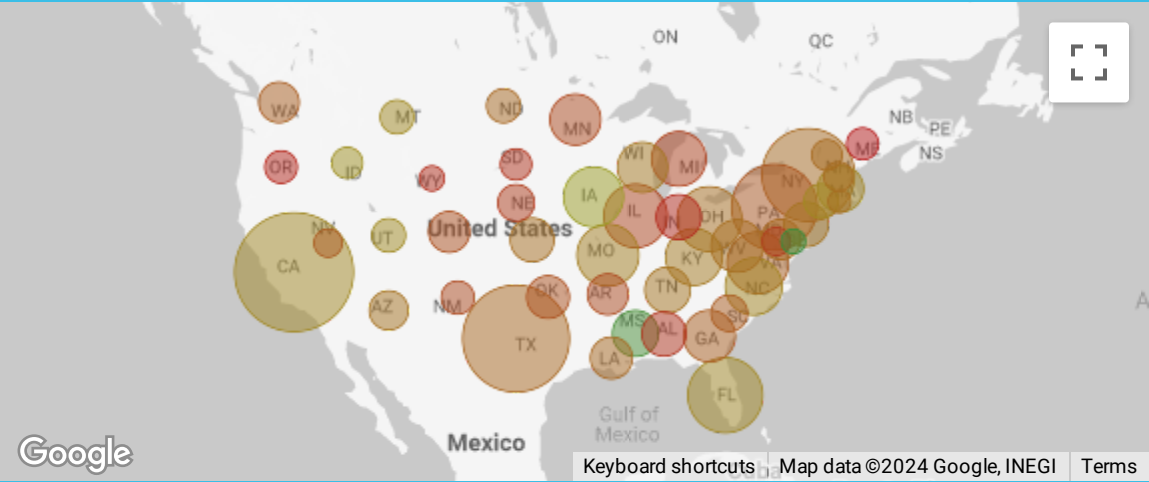 ON
QC
WA
MT
ND
MN
NB
PE
NS
ME
WI
MI
OR
ID
SD
WY
NE
IA
IL
IN
OH
PA
NY
NV
UT
United States
CA
MO
KY
WV
VA
AZ
NM
OK
AR
TN
NC
SC
TX
MS
AL
GA
LA
FL
Gulf of
Mexico
Mexico
Cuba
Google
Keyboard shortcuts
Map data ©2024 Google, INEGI
Terms